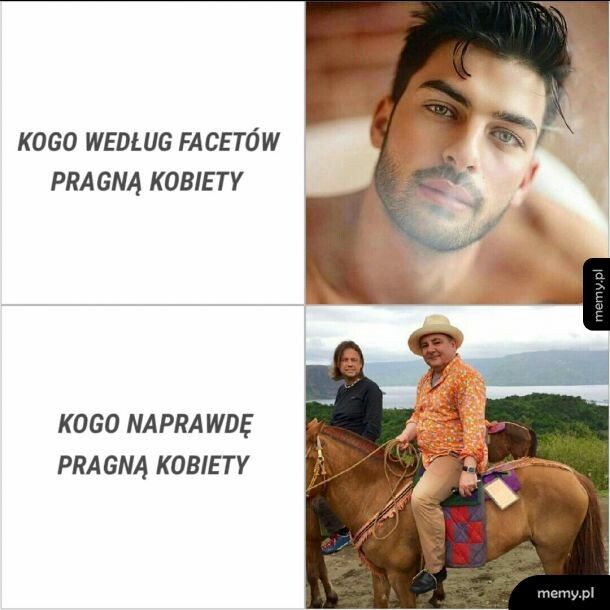 KOGO WEDŁUG FACETÓW
PRAGNĄ KOBIETY
memy.pl
KOGO NAPRAWDĘ
PRAGNĄ KOBIETY
memy.pl